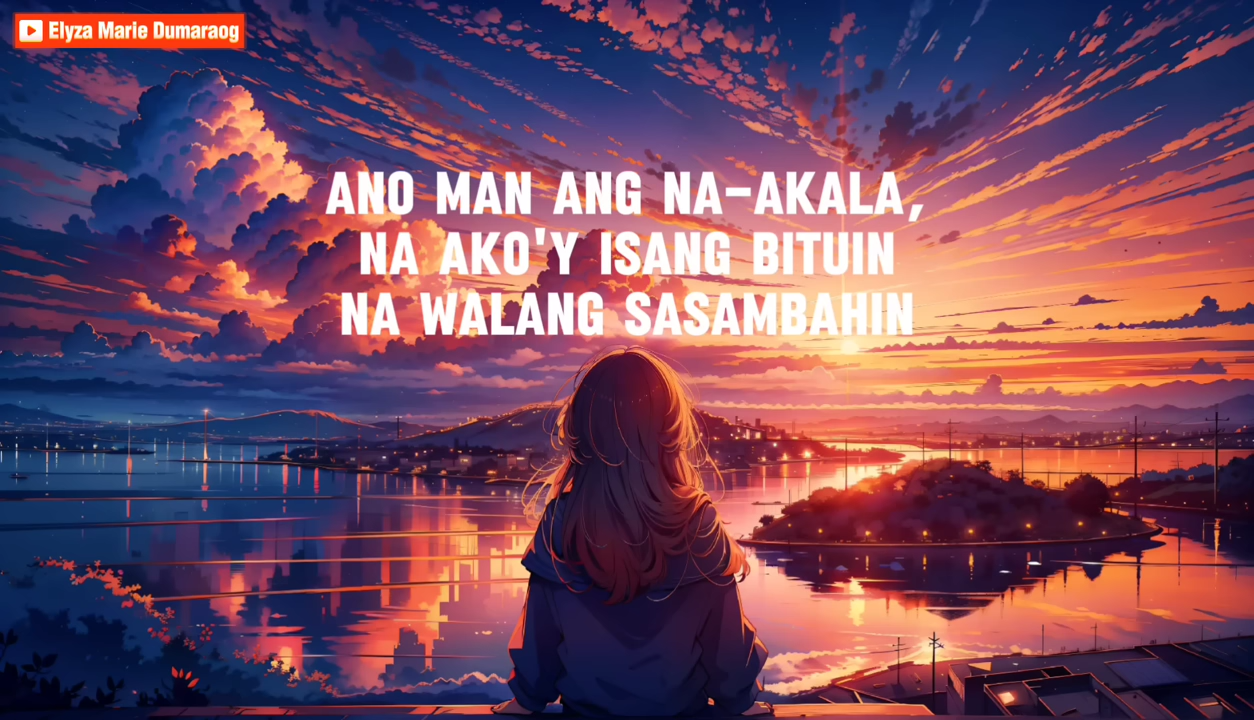 Elyza Marie Dumaraog
ANO MAN ANG NA-AKALA,
NA AKO'Y ISANG BITUIN
NA WALANG SASAMBAHIN